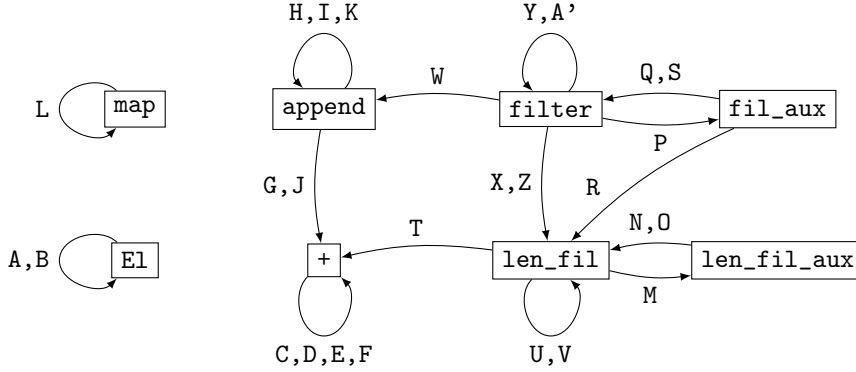 H,I,K
Y,A'
W
Q,S
L
map
append
filter
fil_aux
P
G,J
X,Z
R
T
N,O
A,B
El
+
len_fil
len_fil_aux
M
C,D,E,F
U,V